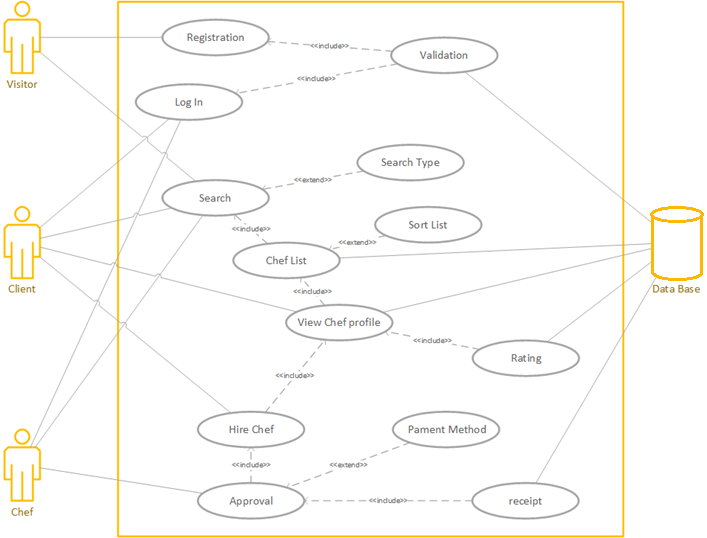 Registration
<<include>>
Validation
Visitor
<<include>>
Log In
Search Type
<<extend>>
Search
Sort List
<<include>>
<<extend>>
Chef List
Client
Data Base
<<include>>
View Chef profile
<<include>>
Rating
<<include>>
Hire Chef
Pament Method
<<include>>
<<extend>>
Approval
<<include>>
receipt
Chef